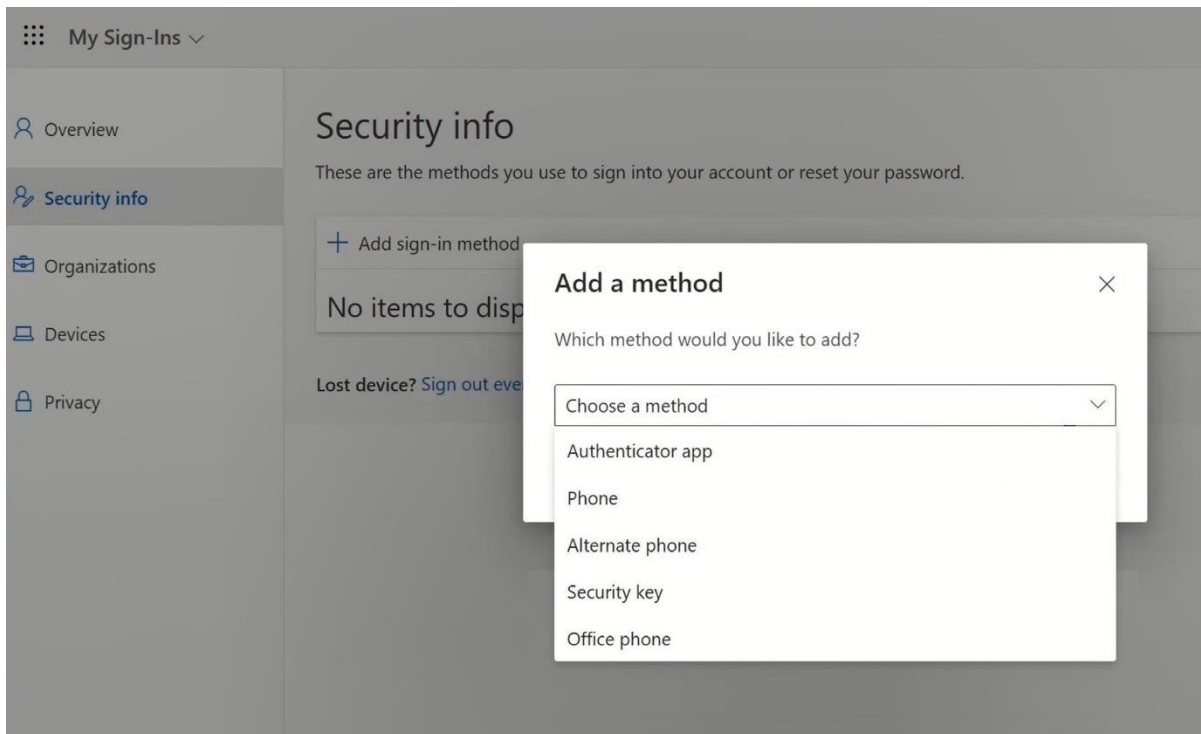 My Sign-Ins
Overview
Security info
Organizations
Devices
Privacy
Security info
These are the methods you use to sign into your account or reset your password.
Add sign-in method
No items to disp
Lost device? Sign out eve
Add a method
Which method would you like to add?
Choose a method
Authenticator app
Phone
Alternate phone
Security key
Office phone